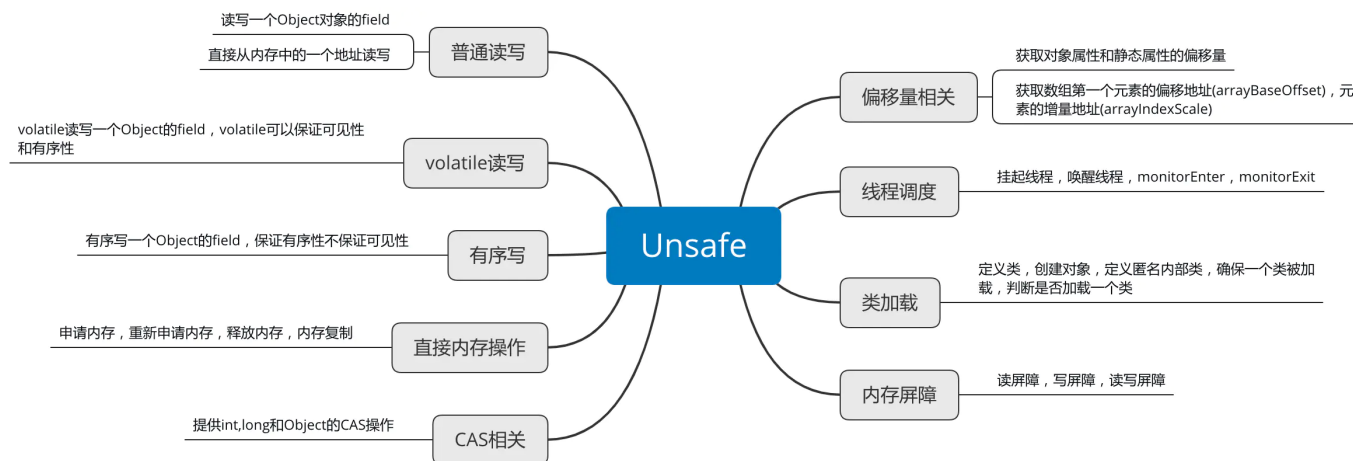 读写一个Object对象的field
直接从内存中的一个地址读写
普通读写
volatile读写一个Object的field，volatile可以保证可见性
和有序性
volatile读写
有序写一个Object的field，保证有序性不保证可见性
有序写
申请内存，重新申请内存，释放内存，内存复制
直接内存操作
提供int,long和Object的CAS操作
CAS相关
Unsafe
偏移量相关
获取对象属性和静态属性的偏移量
获取数组第一个元素的偏移地址(arrayBaseOffset)，元
素的增量地址(arrayIndexScale)
线程调度
挂起线程，唤醒线程，monitorEnter，monitorExit
类加载
定义类，创建对象，定义匿名内部类，确保一个类被加
载，判断是否加载一个类
内存屏障
读屏障，写屏障，读写屏障